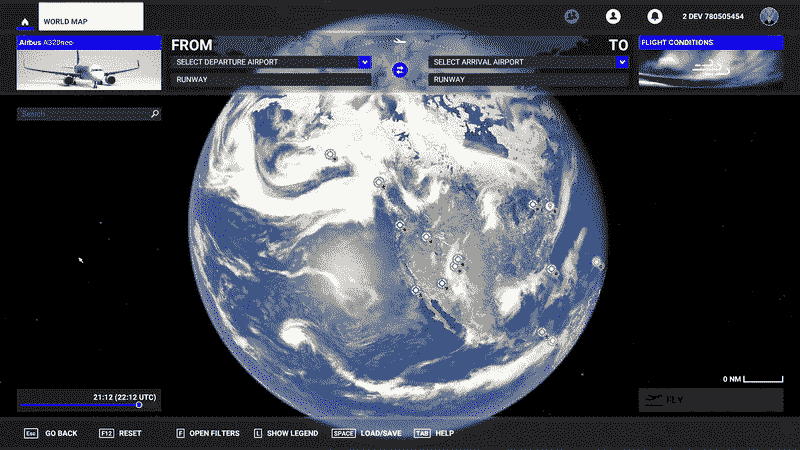 WORLD MAP
2 DEV 780505454
Airbus A320neo
FROM
TO
FLIGHT CONDITIONS
SELECT DEPARTURE AIRPORT
SELECT ARRIVAL AIRPORT
RUNWAY
RUNWAY
Search
0 NM
21:12 (22:12 UTC)
FLY
Esc GO BACK
F12 RESET
F OPEN FILTERS
L SHOW LEGEND
SPACE LOAD/SAVE
TAB HELP